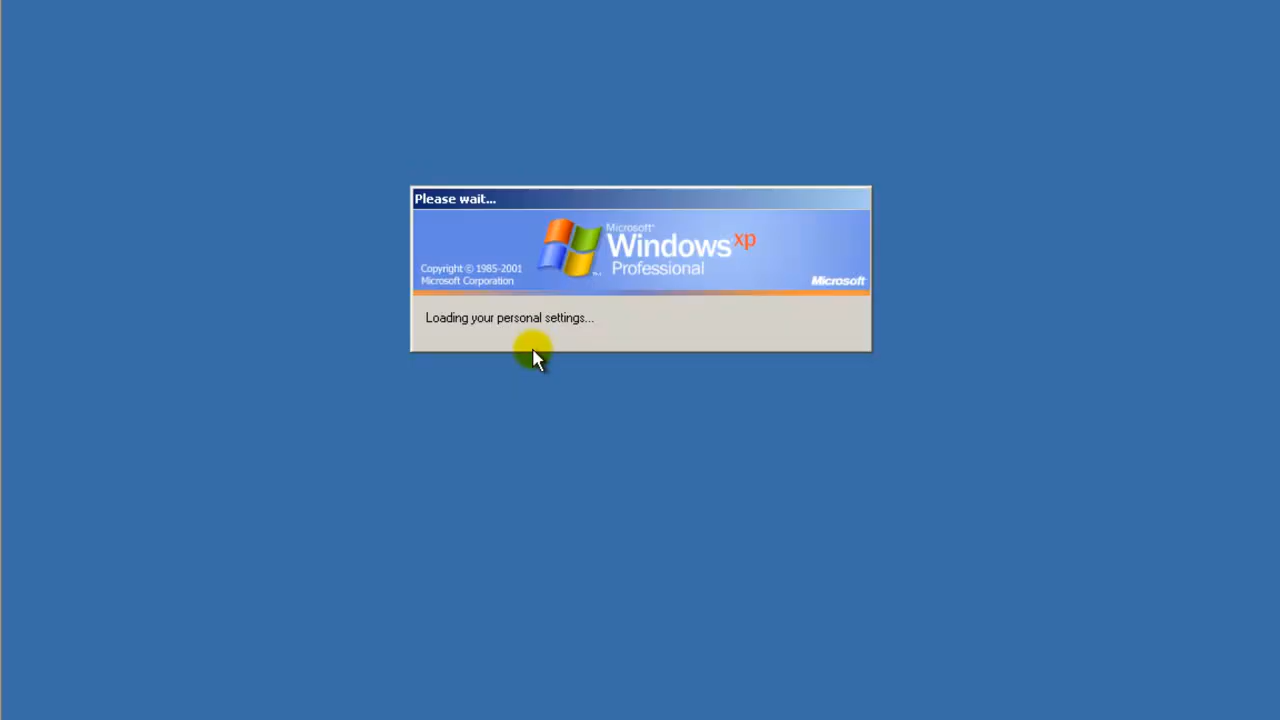 Please wait...
Microsoft®
Windows xp
Professional
Copyright © 1985-2001
Microsoft Corporation
Microsoft
Loading your personal settings...